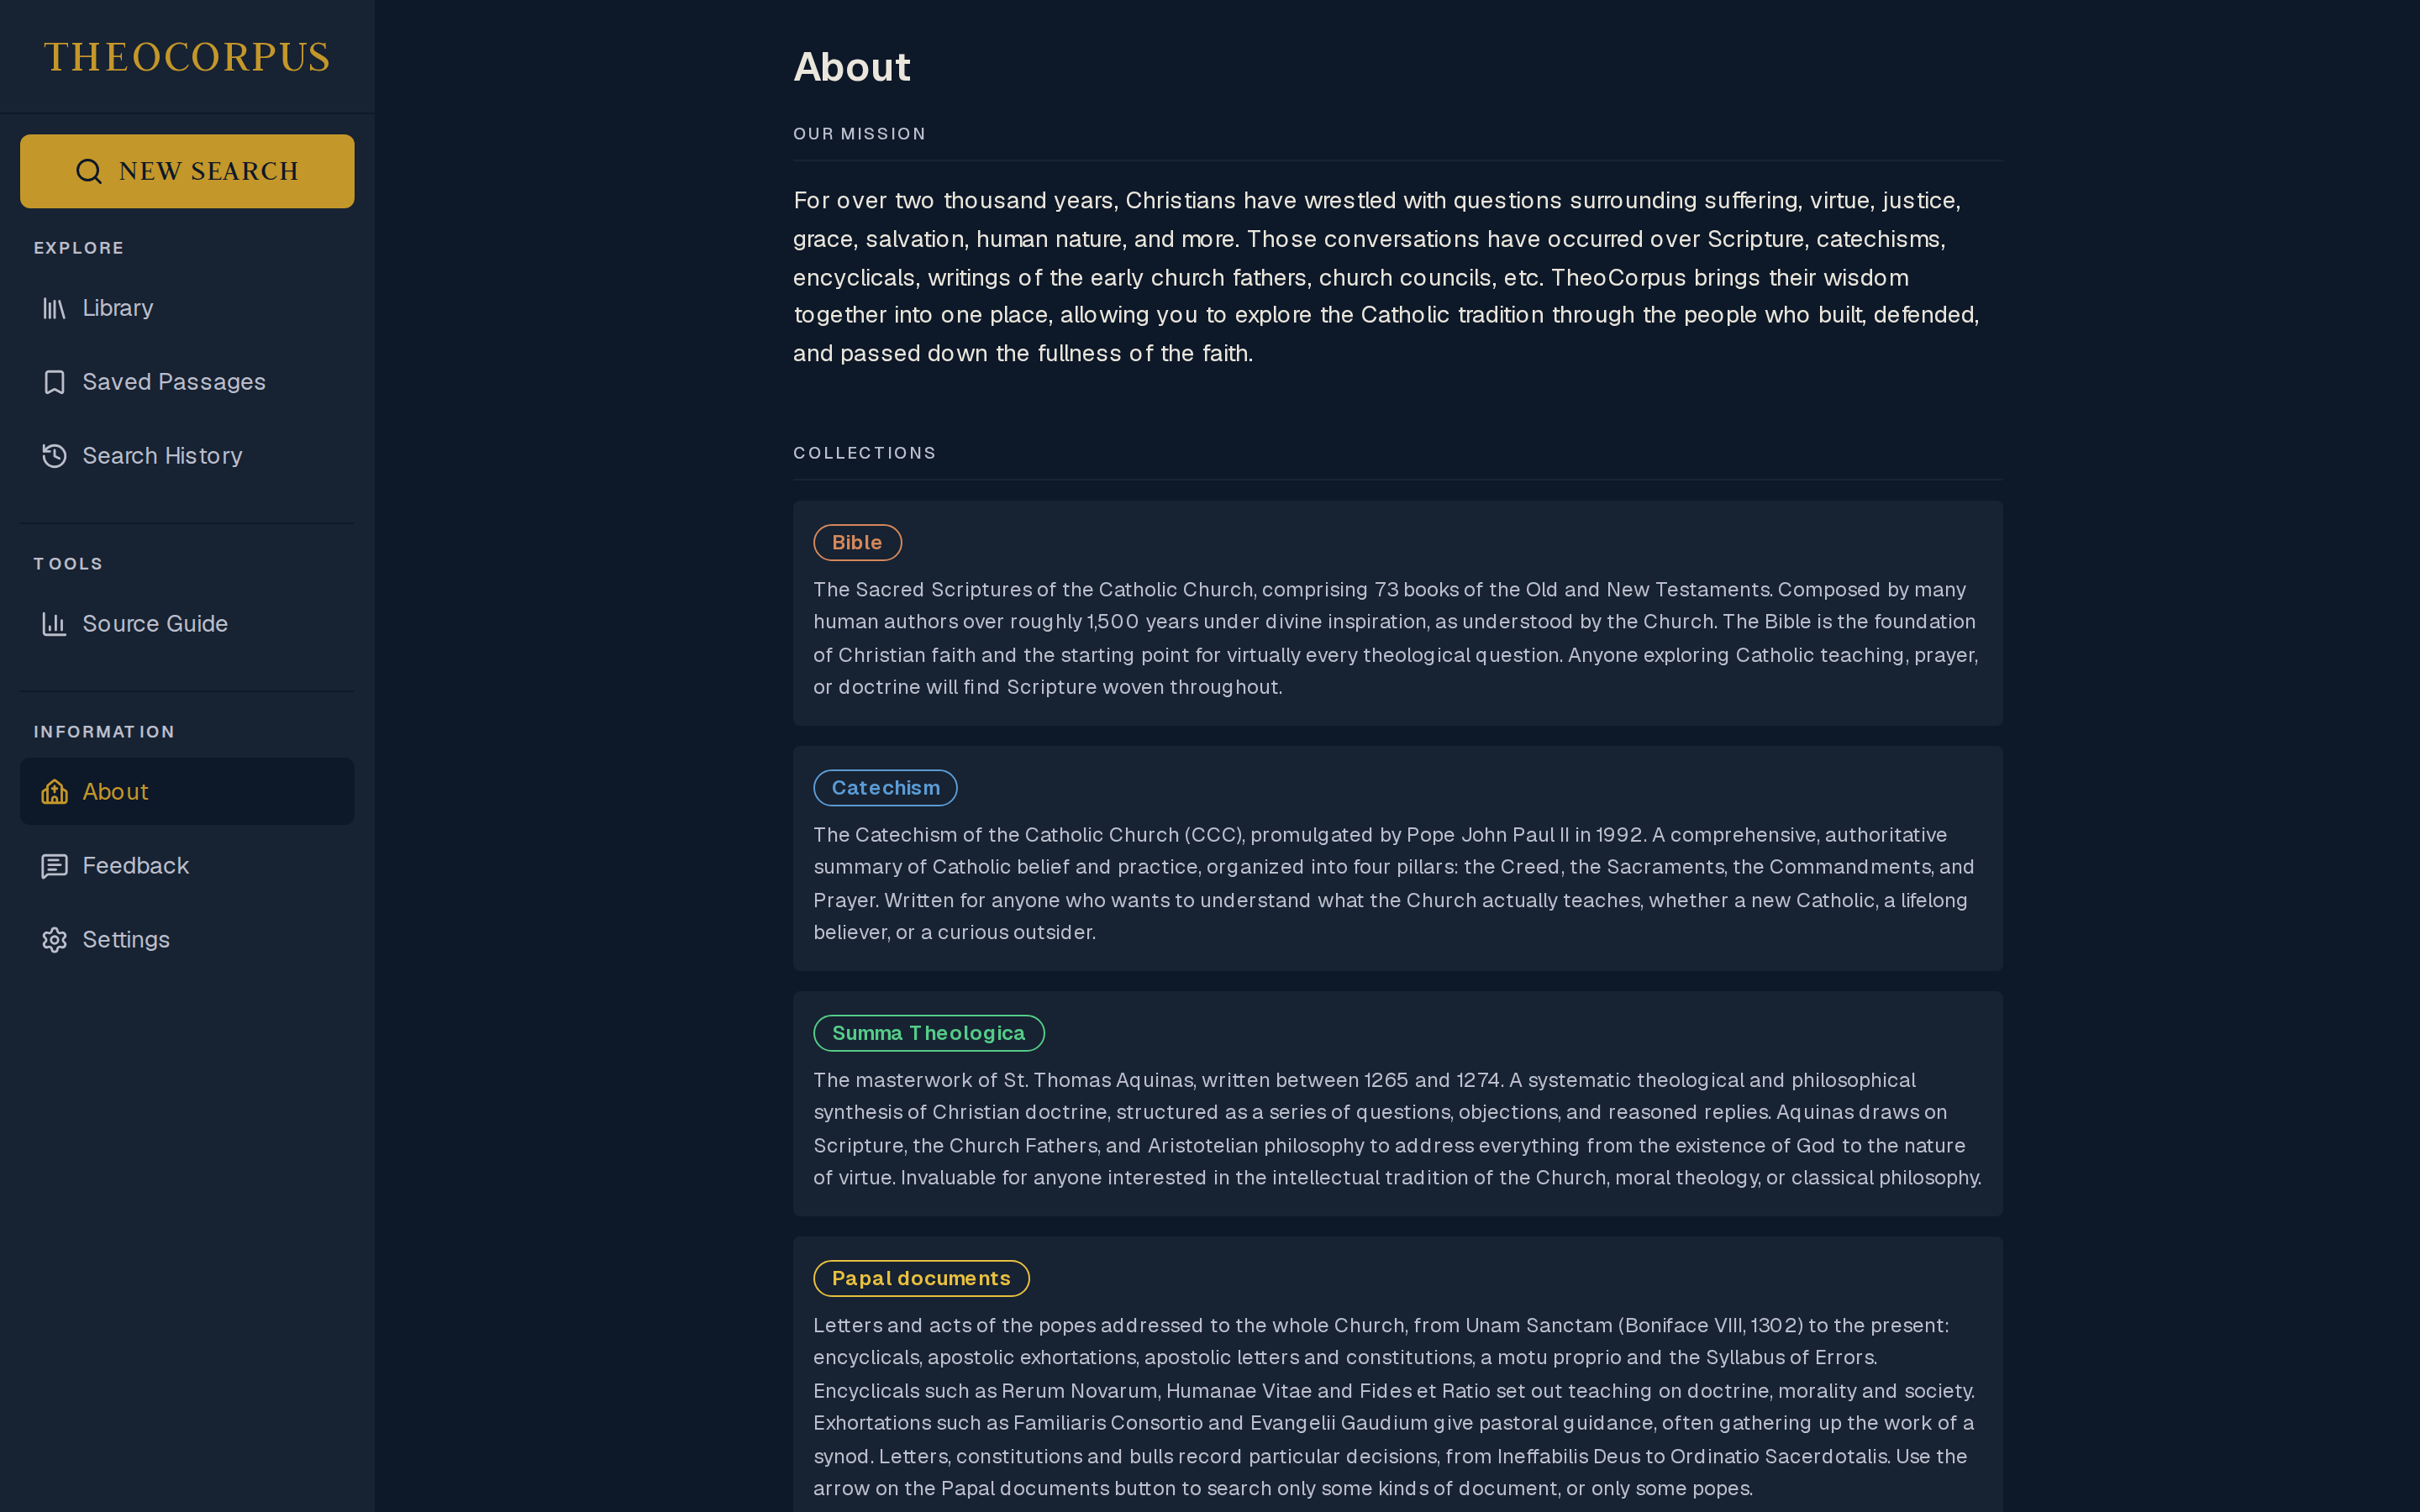 THEOCORPUS
NEW SEARCH
EXPLORE
Library
Saved Passages
Search History
TOOLS
Source Guide
INFORMATION
About
Feedback
Settings
About
OUR MISSION
For over two thousand years, Christians have wrestled with questions surrounding suffering, virtue, justice,
grace, salvation, human nature, and more. Those conversations have occurred over Scripture, catechisms,
encyclicals, writings of the early church fathers, church councils, etc. TheoCorpus brings their wisdom
together into one place, allowing you to explore the Catholic tradition through the people who built, defended,
and passed down the fullness of the faith.
COLLECTIONS
Bible
The Sacred Scriptures of the Catholic Church, comprising 73 books of the Old and New Testaments. Composed by many
human authors over roughly 1,500 years under divine inspiration, as understood by the Church. The Bible is the foundation
of Christian faith and the starting point for virtually every theological question. Anyone exploring Catholic teaching, prayer,
or doctrine will find Scripture woven throughout.
Catechism
The Catechism of the Catholic Church (CCC), promulgated by Pope John Paul II in 1992. A comprehensive, authoritative
summary of Catholic belief and practice, organized into four pillars: the Creed, the Sacraments, the Commandments, and
Prayer. Written for anyone who wants to understand what the Church actually teaches, whether a new Catholic, a lifelong
believer, or a curious outsider.
Summa Theologica
The masterwork of St. Thomas Aquinas, written between 1265 and 1274. A systematic theological and philosophical
synthesis of Christian doctrine, structured as a series of questions, objections, and reasoned replies. Aquinas draws on
Scripture, the Church Fathers, and Aristotelian philosophy to address everything from the existence of God to the nature
of virtue. Invaluable for anyone interested in the intellectual tradition of the Church, moral theology, or classical philosophy.
Papal documents
Letters and acts of the popes addressed to the whole Church, from Unam Sanctam (Boniface VIII, 1302) to the present:
encyclicals, apostolic exhortations, apostolic letters and constitutions, a motu proprio and the Syllabus of Errors.
Encyclicals such as Rerum Novarum, Humanae Vitae and Fides et Ratio set out teaching on doctrine, morality and society.
Exhortations such as Familiaris Consortio and Evangelii Gaudium give pastoral guidance, often gathering up the work of a
synod. Letters, constitutions and bulls record particular decisions, from Ineffabilis Deus to Ordinatio Sacerdotalis. Use the
arrow on the Papal documents button to search only some kinds of document, or only some popes.